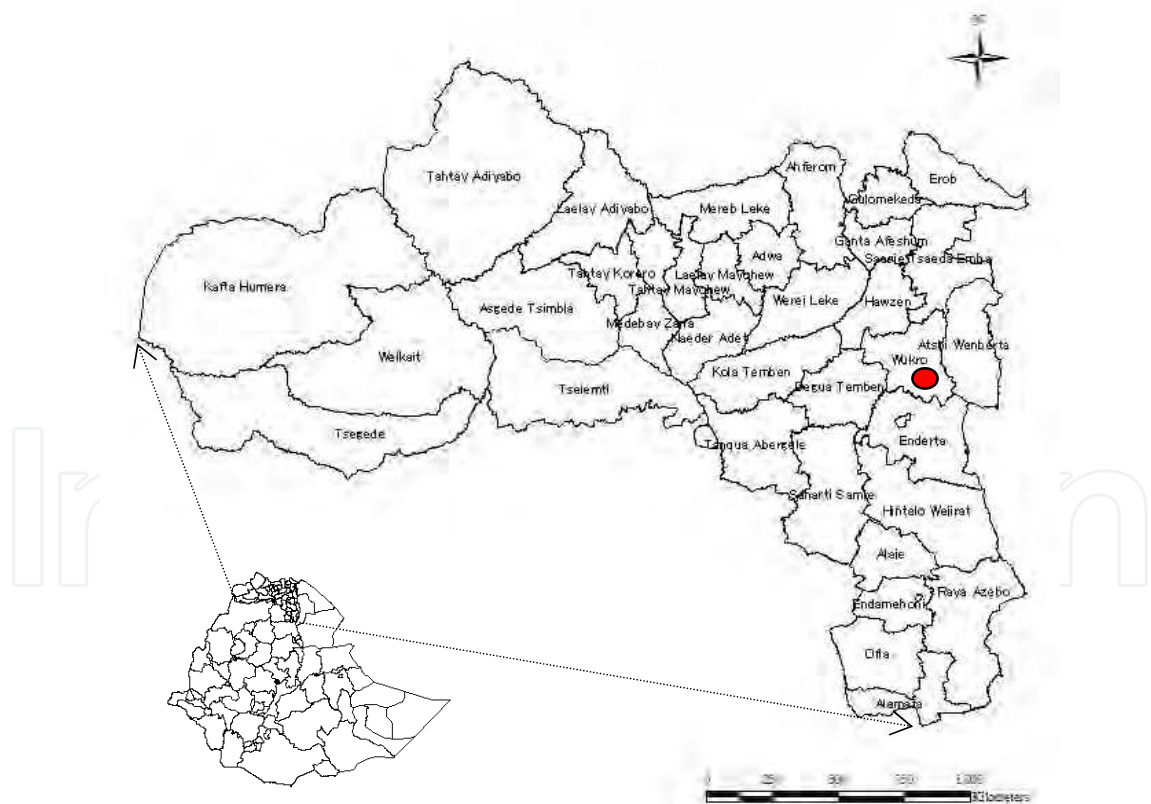 Ahferom
Erob
Tahtay Adiyabo
Gulomekeda
Laelay Adiyabo
Mereb Leke
Ganta Afeshum
Adwa
Saesie Tsaeda Emba
Tahtay Koraro
Laelay Maychew
Kafta Humera
Tahtay Maychew
Werei Leke
Hawzen
Asgede Tsimbla
Medebay Zana
Naeder Adet
Atsbi Wenberta
Welkait
Wukro
Kola Temben
Degua Temben
Tselemti
Tsegede
Enderta
Tanqua Abergele
Saharti Samre
Hintalo Wejirat
Alaje
Raya Azebo
Endamehoni
Ofla
Alamata
Kilometers